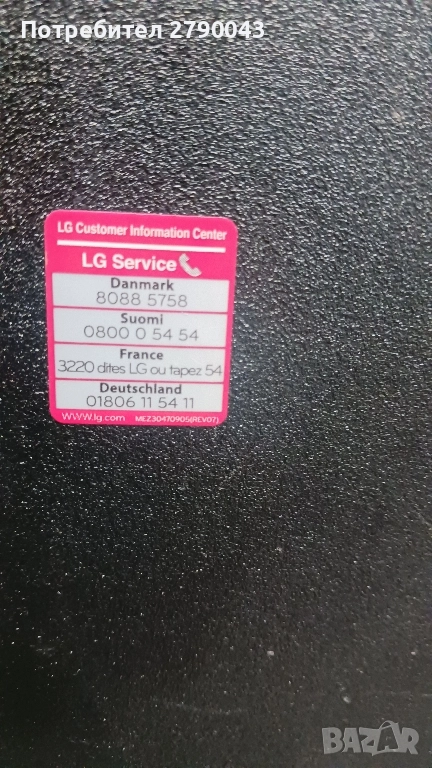 Потребител 2790043
LG Customer Information Center
LG Service
Danmark
8088 5758
Suomi
0800 0 54 54
France
3220 dites LG ou tapez 54
Deutschland
01806 11 54 11
www.lg.com MEZ30470905(REV07)
BAZAR